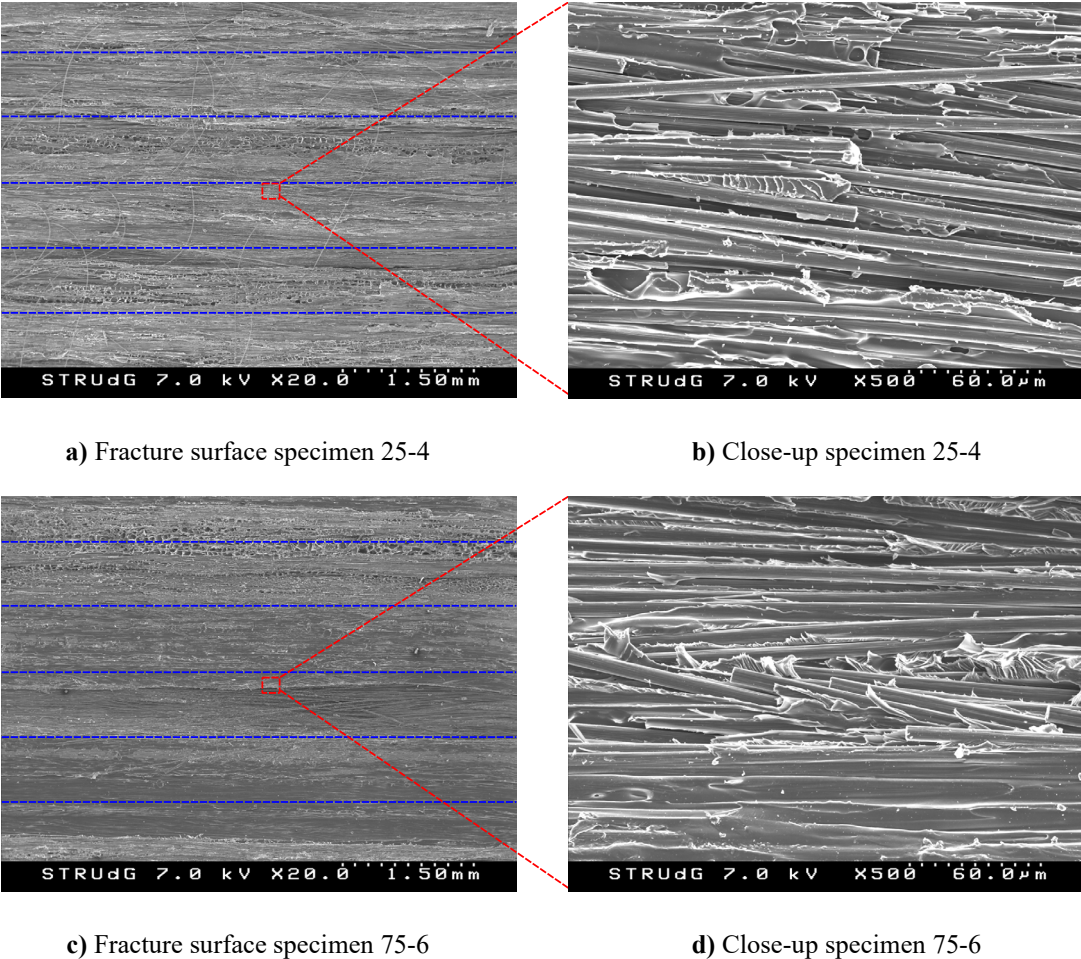 STRUdG 7.0 kV X20.0 1.50mm
STRUdG 7.0 kV X500 60.0μm
a) Fracture surface specimen 25-4
b) Close-up specimen 25-4
STRUdG 7.0 kV X20.0 1.50mm
STRUdG 7.0 kV X500 60.0μm
c) Fracture surface specimen 75-6
d) Close-up specimen 75-6